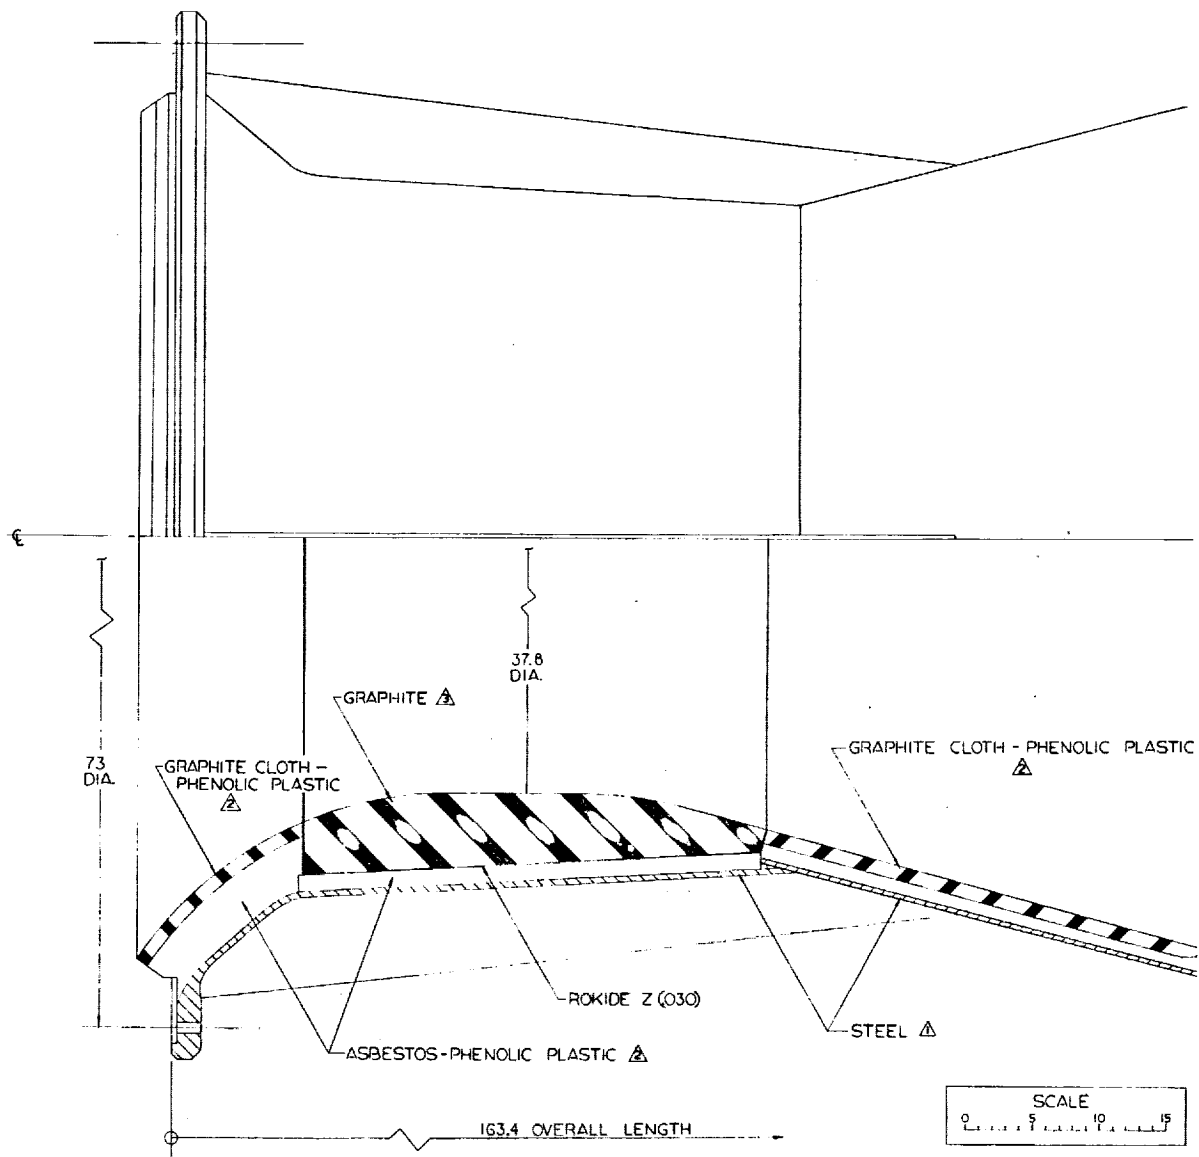 ℄
37.8
DIA.
GRAPHITE 3
GRAPHITE CLOTH - PHENOLIC PLASTIC
2
73
DIA.
GRAPHITE CLOTH -
PHENOLIC PLASTIC
2
ROKIDE Z (.030)
STEEL 1
ASBESTOS-PHENOLIC PLASTIC 2
SCALE
0 5 10 15
163.4 OVERALL LENGTH